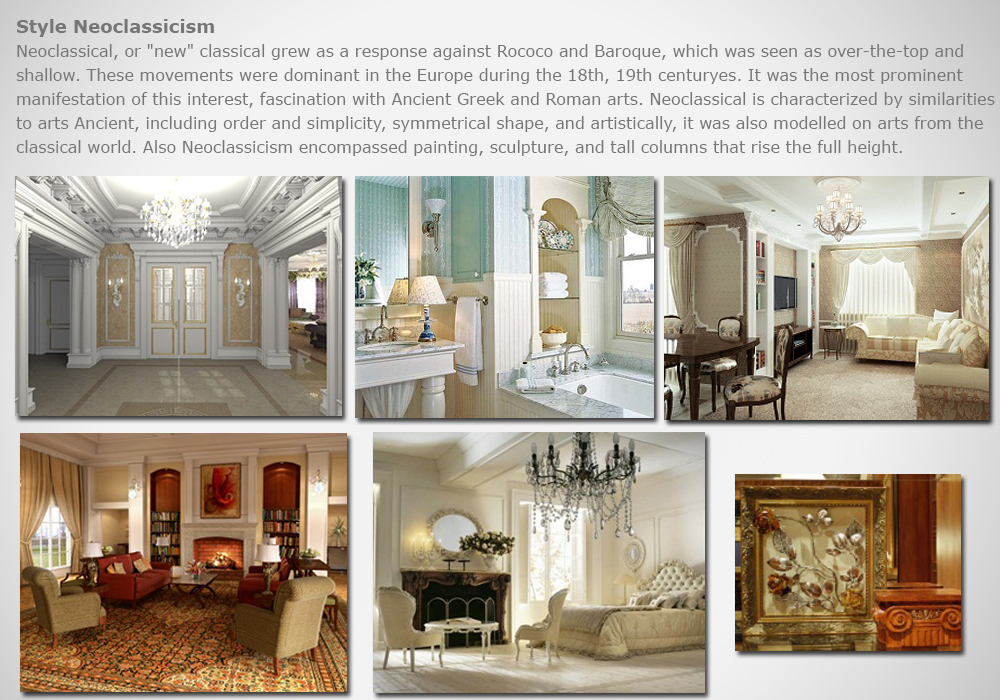 Style Neoclassicism
Neoclassical, or "new" classical grew as a response against Rococo and Baroque, which was seen as over-the-top and
shallow. These movements were dominant in the Europe during the 18th, 19th centuryes. It was the most prominent
manifestation of this interest, fascination with Ancient Greek and Roman arts. Neoclassical is characterized by similarities
to arts Ancient, including order and simplicity, symmetrical shape, and artistically, it was also modelled on arts from the
classical world. Also Neoclassicism encompassed painting, sculpture, and tall columns that rise the full height.